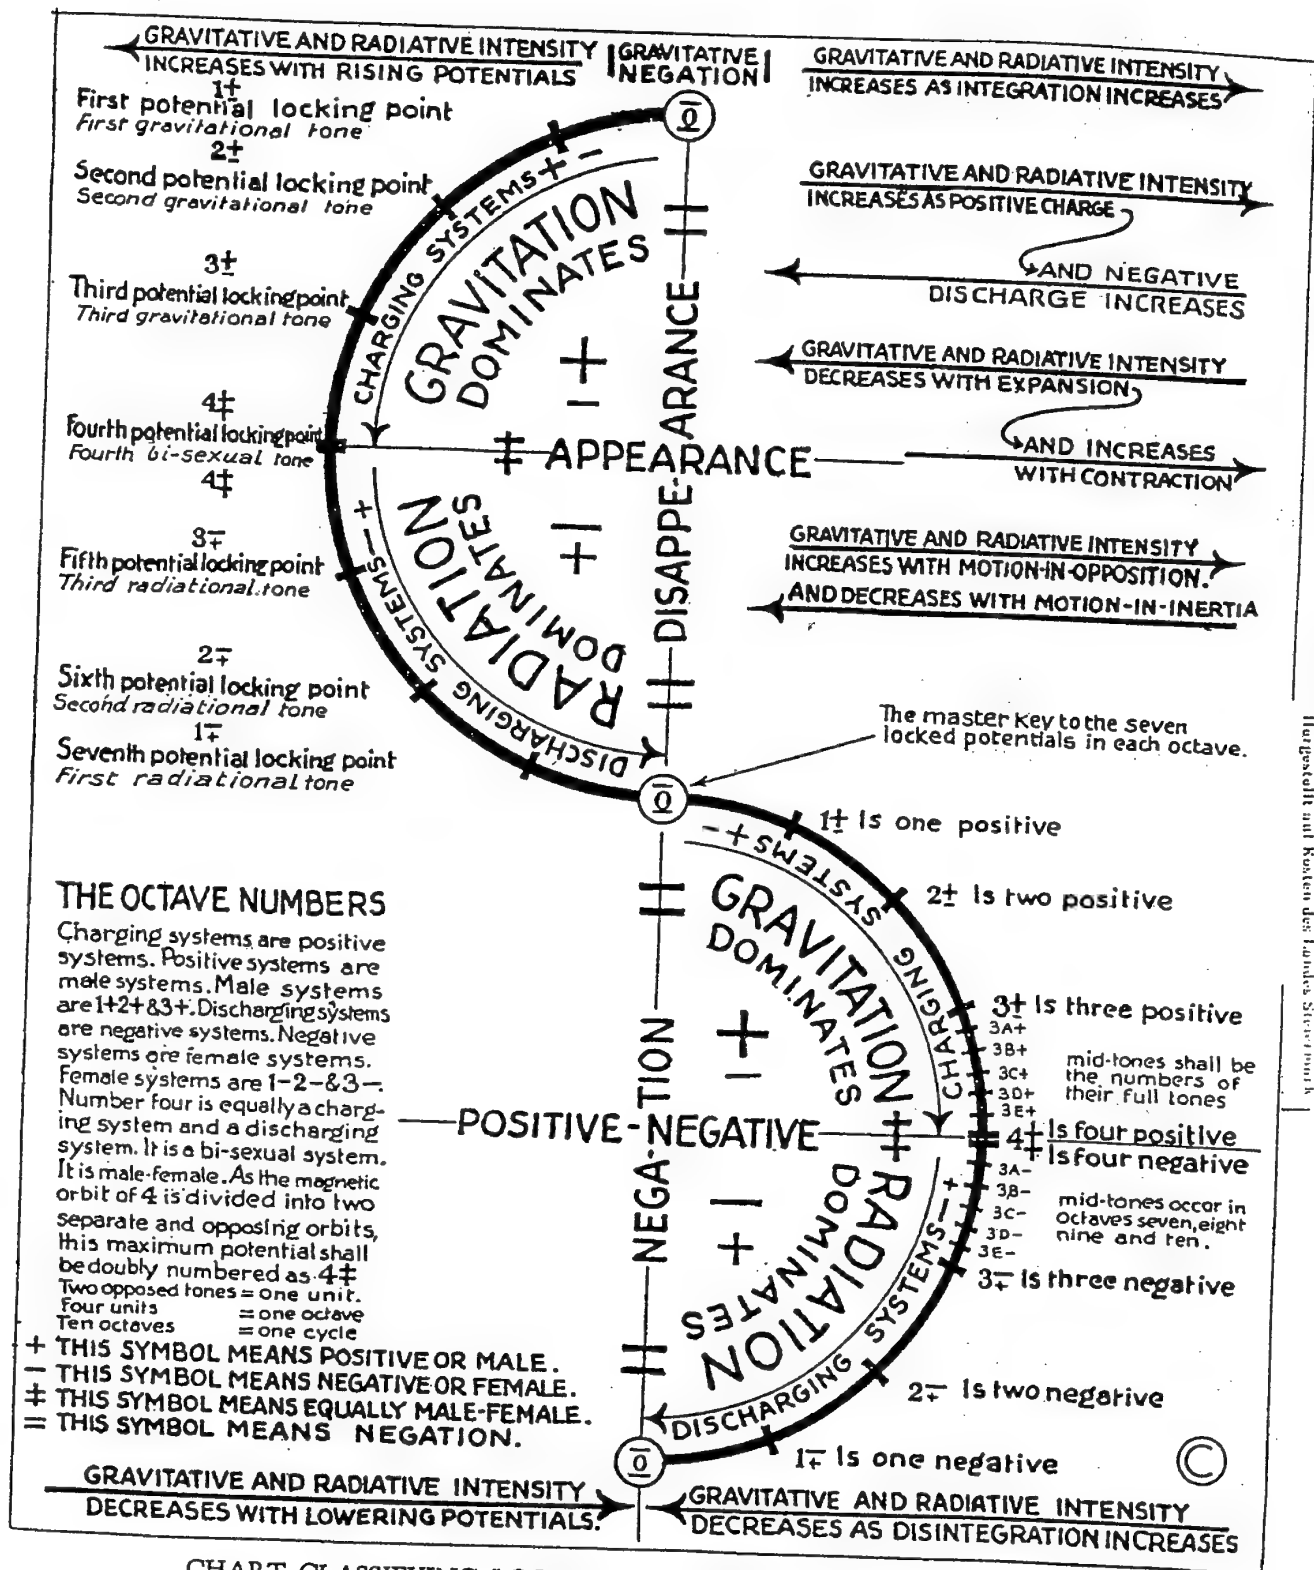 GRAVITATIVE AND RADIATIVE INTENSITY
INCREASES WITH RISING POTENTIALS
GRAVITATIVE
NEGATION
GRAVITATIVE AND RADIATIVE INTENSITY
INCREASES AS INTEGRATION INCREASES
1±
First potential locking point
First gravitational tone
2±
Second potential locking point
Second gravitational tone
3±
Third potential locking point
Third gravitational tone
4‡
Fourth potential locking point
Fourth bi-sexual tone
4‡
3∓
Fifth potential locking point
Third radiational tone
2∓
Sixth potential locking point
Second radiational tone
1∓
Seventh potential locking point
First radiational tone
0
CHARGING SYSTEMS + −
GRAVITATION
DOMINATES
+
−
‡ APPEARANCE
DISAPPE-ARANCE
−
+
RADIATION
DOMINATES
DISCHARGING SYSTEMS − +
GRAVITATIVE AND RADIATIVE INTENSITY
INCREASES AS POSITIVE CHARGE
AND NEGATIVE
DISCHARGE INCREASES
GRAVITATIVE AND RADIATIVE INTENSITY
DECREASES WITH EXPANSION
AND INCREASES
WITH CONTRACTION
GRAVITATIVE AND RADIATIVE INTENSITY
INCREASES WITH MOTION-IN-OPPOSITION.
AND DECREASES WITH MOTION-IN-INERTIA
The master key to the seven
locked potentials in each octave.
0
− + SYSTEMS CHARGING
GRAVITATION
DOMINATES
+
−
POSITIVE-NEGATIVE ‡
NEGA-TION
−
+
RADIATION
DOMINATES
DISCHARGING SYSTEMS − +
0
1± Is one positive
2± Is two positive
3± Is three positive
3A+
3B+
3C+
3D+
3E+
mid-tones shall be
the numbers of
their full tones
4‡ Is four positive
Is four negative
3A−
3B−
3C−
3D−
3E−
mid-tones occur in
octaves seven, eight
nine and ten.
3∓ Is three negative
2∓ Is two negative
1∓ Is one negative
THE OCTAVE NUMBERS
Charging systems are positive
systems. Positive systems are
male systems. Male systems
are 1+2+&3+. Discharging systems
are negative systems. Negative
systems are female systems.
Female systems are 1−2−&3−.
Number four is equally a charg-
ing system and a discharging
system. It is a bi-sexual system.
It is male-female. As the magnetic
orbit of 4 is divided into two
separate and opposing orbits,
this maximum potential shall
be doubly numbered as 4‡
Two opposed tones = one unit.
Four units = one octave
Ten octaves = one cycle
+ THIS SYMBOL MEANS POSITIVE OR MALE.
− THIS SYMBOL MEANS NEGATIVE OR FEMALE.
‡ THIS SYMBOL MEANS EQUALLY MALE-FEMALE.
= THIS SYMBOL MEANS NEGATION.
GRAVITATIVE AND RADIATIVE INTENSITY
DECREASES WITH LOWERING POTENTIALS.
GRAVITATIVE AND RADIATIVE INTENSITY
DECREASES AS DISINTEGRATION INCREASES
©
Hergestellt auf Kosten des Landes Steiermark